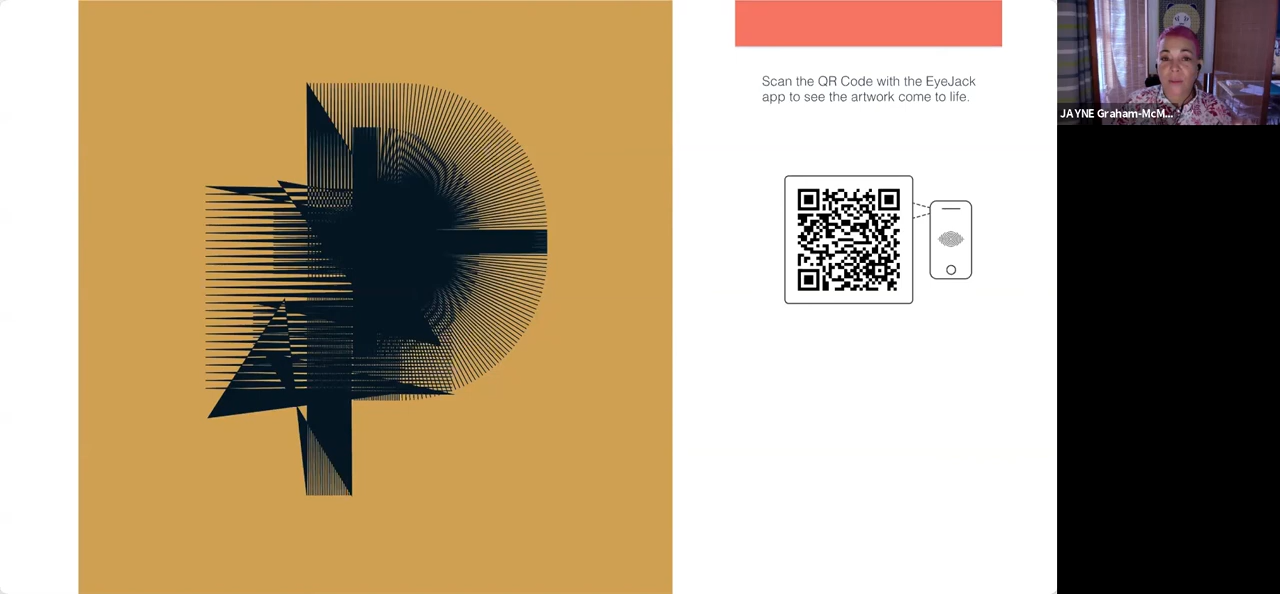 Scan the QR Code with the EyeJack
app to see the artwork come to life.
JAYNE Graham-McM...